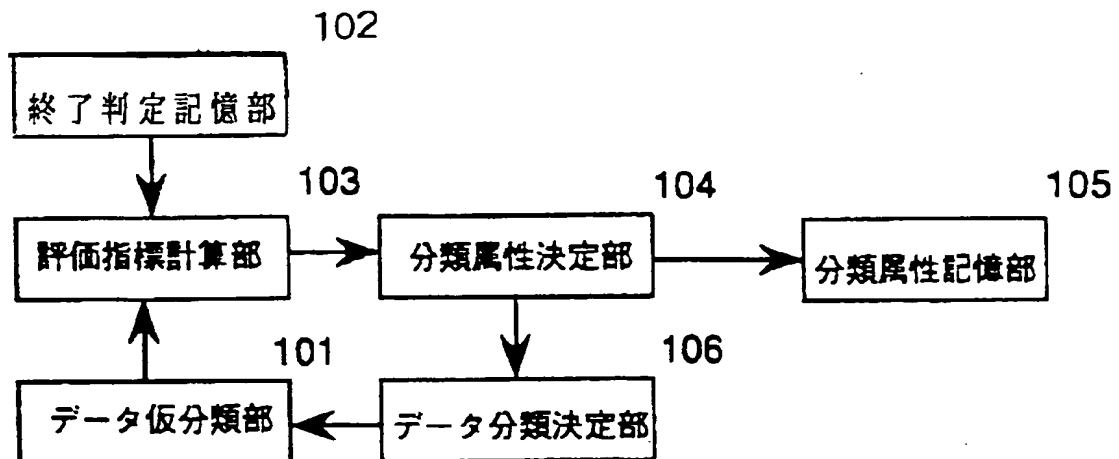 102
終了判定記憶部
103
104
105
評価指標計算部
分類属性決定部
分類属性記憶部
101
106
データ仮分類部
データ分類決定部